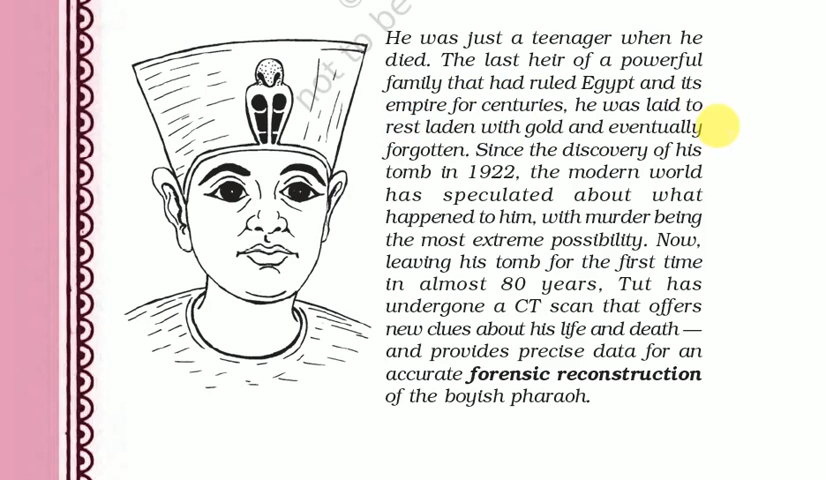 not to be
He was just a teenager when he
died. The last heir of a powerful
family that had ruled Egypt and its
empire for centuries, he was laid to
rest laden with gold and eventually
forgotten. Since the discovery of his
tomb in 1922, the modern world
has speculated about what
happened to him, with murder being
the most extreme possibility. Now,
leaving his tomb for the first time
in almost 80 years, Tut has
undergone a CT scan that offers
new clues about his life and death —
and provides precise data for an
accurate forensic reconstruction
of the boyish pharaoh.